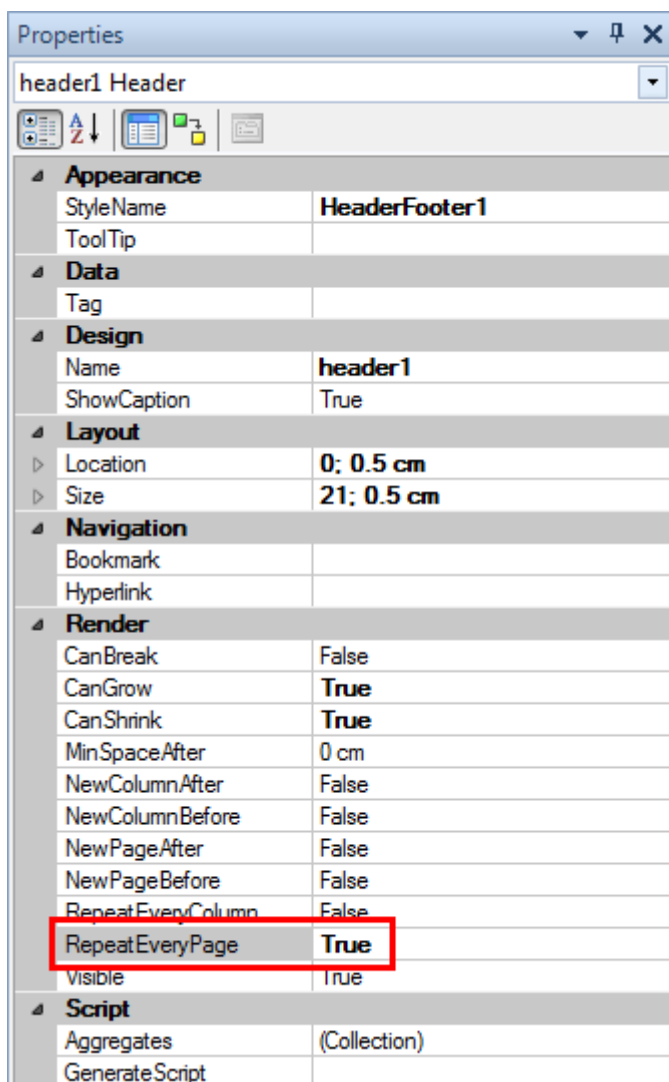 Properties
header1 Header
Appearance
StyleName HeaderFooter1
ToolTip
Data
Tag
Design
Name header1
ShowCaption True
Layout
Location 0; 0.5 cm
Size 21; 0.5 cm
Navigation
Bookmark
Hyperlink
Render
CanBreak False
CanGrow True
CanShrink True
MinSpaceAfter 0 cm
NewColumnAfter False
NewColumnBefore False
NewPageAfter False
NewPageBefore False
RepeatEveryColumn False
RepeatEveryPage True
Visible True
Script
Aggregates (Collection)
GenerateScript